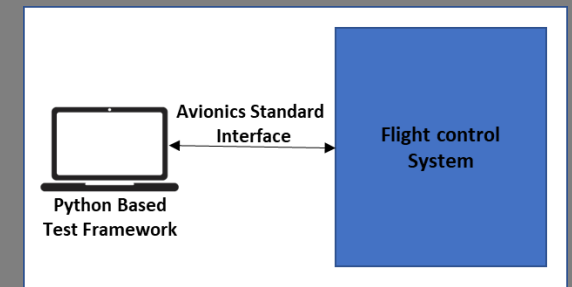 Avionics Standard
Interface
Flight control
System
Python Based
Test Framework